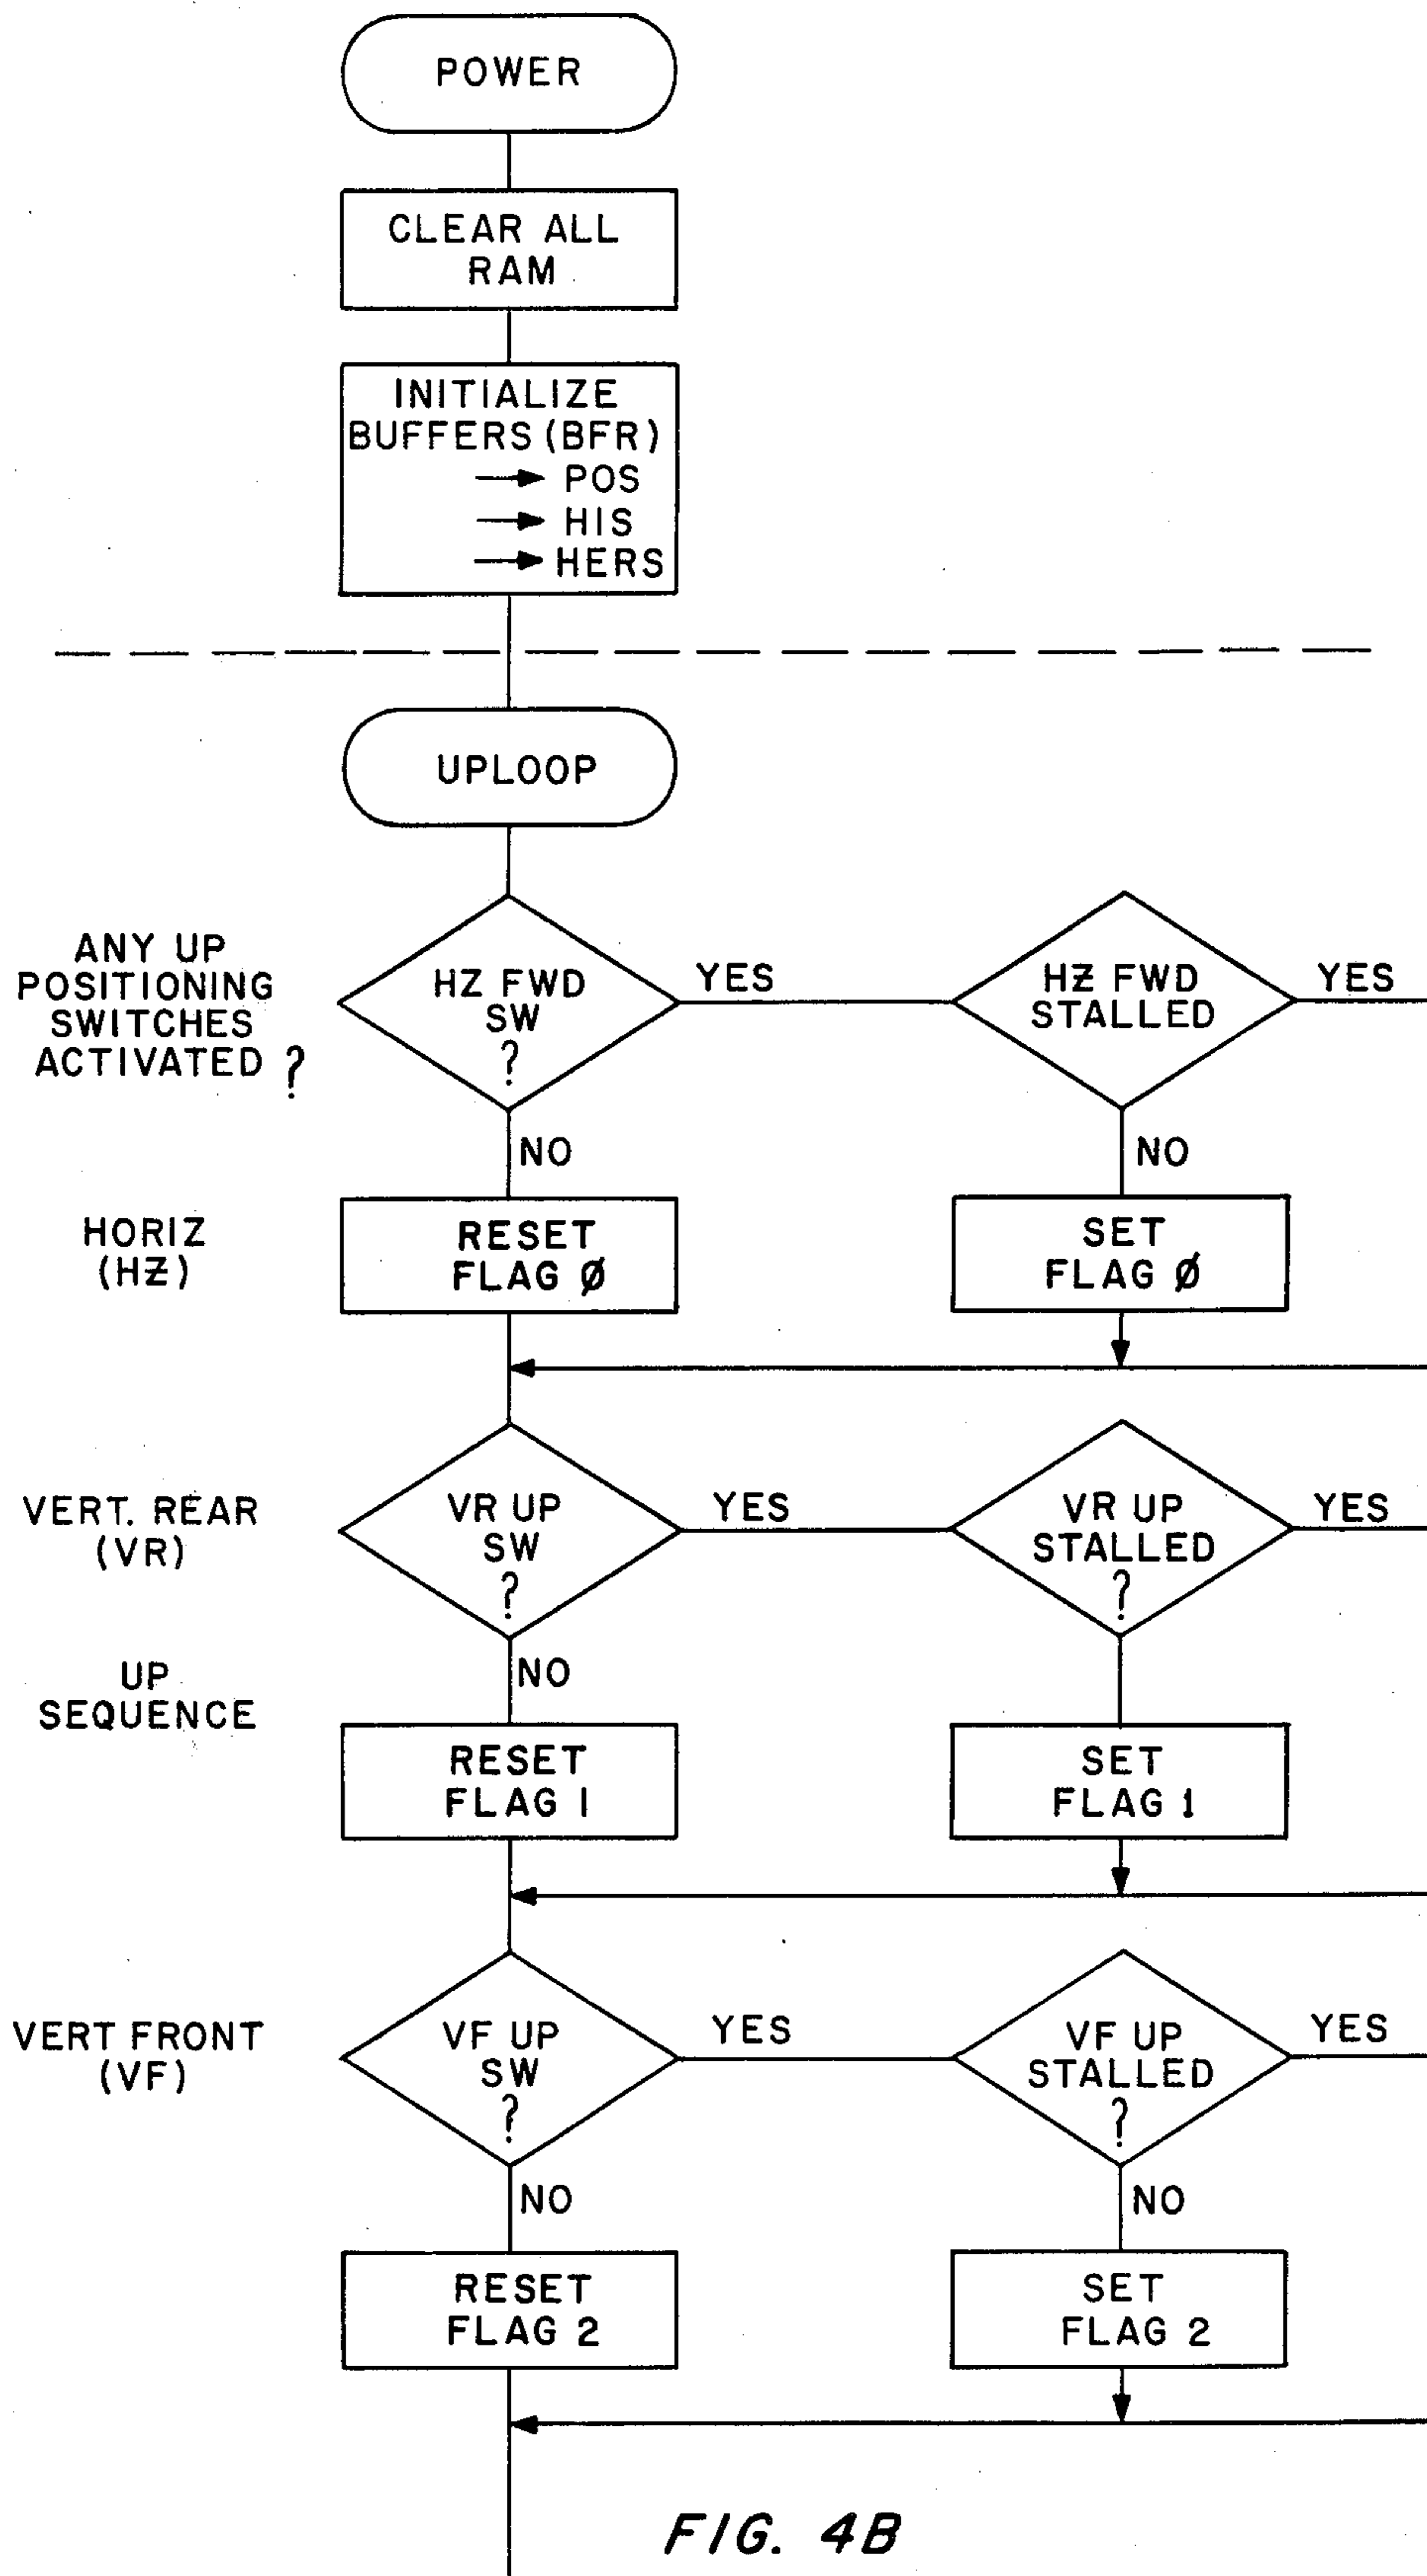 POWER
CLEAR ALL
RAM
INITIALIZE
BUFFERS (BFR)
→ POS
→ HIS
→ HERS
UPLOOP
ANY UP
POSITIONING
SWITCHES
ACTIVATED ?
HZ FWD
SW
?
YES
HZ FWD
STALLED
YES
NO
NO
HORIZ
(HZ)
RESET
FLAG Ø
SET
FLAG Ø
VERT. REAR
(VR)
VR UP
SW
?
YES
VR UP
STALLED
?
YES
UP
SEQUENCE
NO
RESET
FLAG 1
SET
FLAG 1
VERT FRONT
(VF)
VF UP
SW
?
YES
VF UP
STALLED
?
YES
NO
NO
RESET
FLAG 2
SET
FLAG 2
FIG. 4B